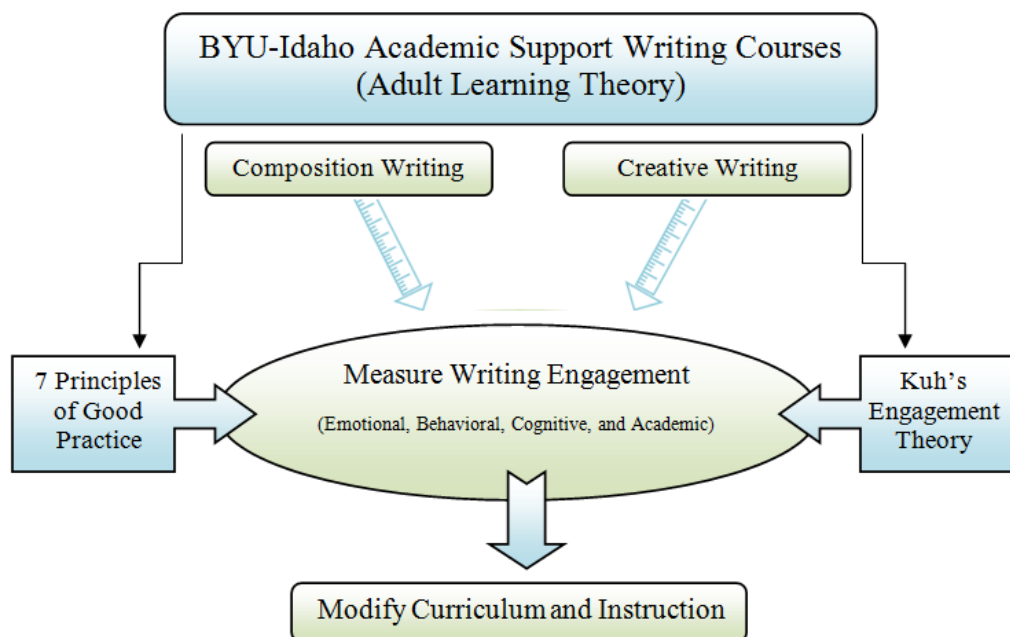 BYU-Idaho Academic Support Writing Courses
(Adult Learning Theory)
Composition Writing
Creative Writing
7 Principles
of Good
Practice
Measure Writing Engagement
(Emotional, Behavioral, Cognitive, and Academic)
Kuh's
Engagement
Theory
Modify Curriculum and Instruction